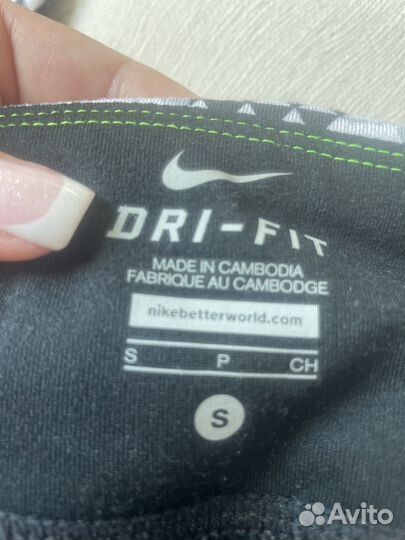 DRI-FIT
MADE IN CAMBODIA
FABRIQUE AU CAMBODGE
nikebetterworld.com
S P CH
S
Avito